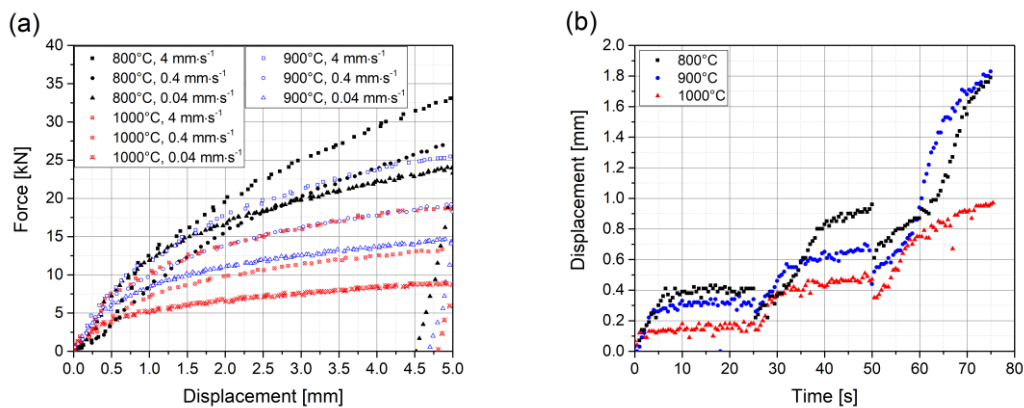 (a)
40
35
30
25
20
15
10
5
0
Force [kN]
800°C, 4 mm·s⁻¹
800°C, 0.4 mm·s⁻¹
800°C, 0.04 mm·s⁻¹
1000°C, 4 mm·s⁻¹
1000°C, 0.4 mm·s⁻¹
1000°C, 0.04 mm·s⁻¹
900°C, 4 mm·s⁻¹
900°C, 0.4 mm·s⁻¹
900°C, 0.04 mm·s⁻¹
0.0 0.5 1.0 1.5 2.0 2.5 3.0 3.5 4.0 4.5 5.0
Displacement [mm]
(b)
2.0
1.8
1.6
1.4
1.2
1.0
0.8
0.6
0.4
0.2
0.0
Displacement [mm]
800°C
900°C
1000°C
0 10 20 30 40 50 60 70 80
Time [s]